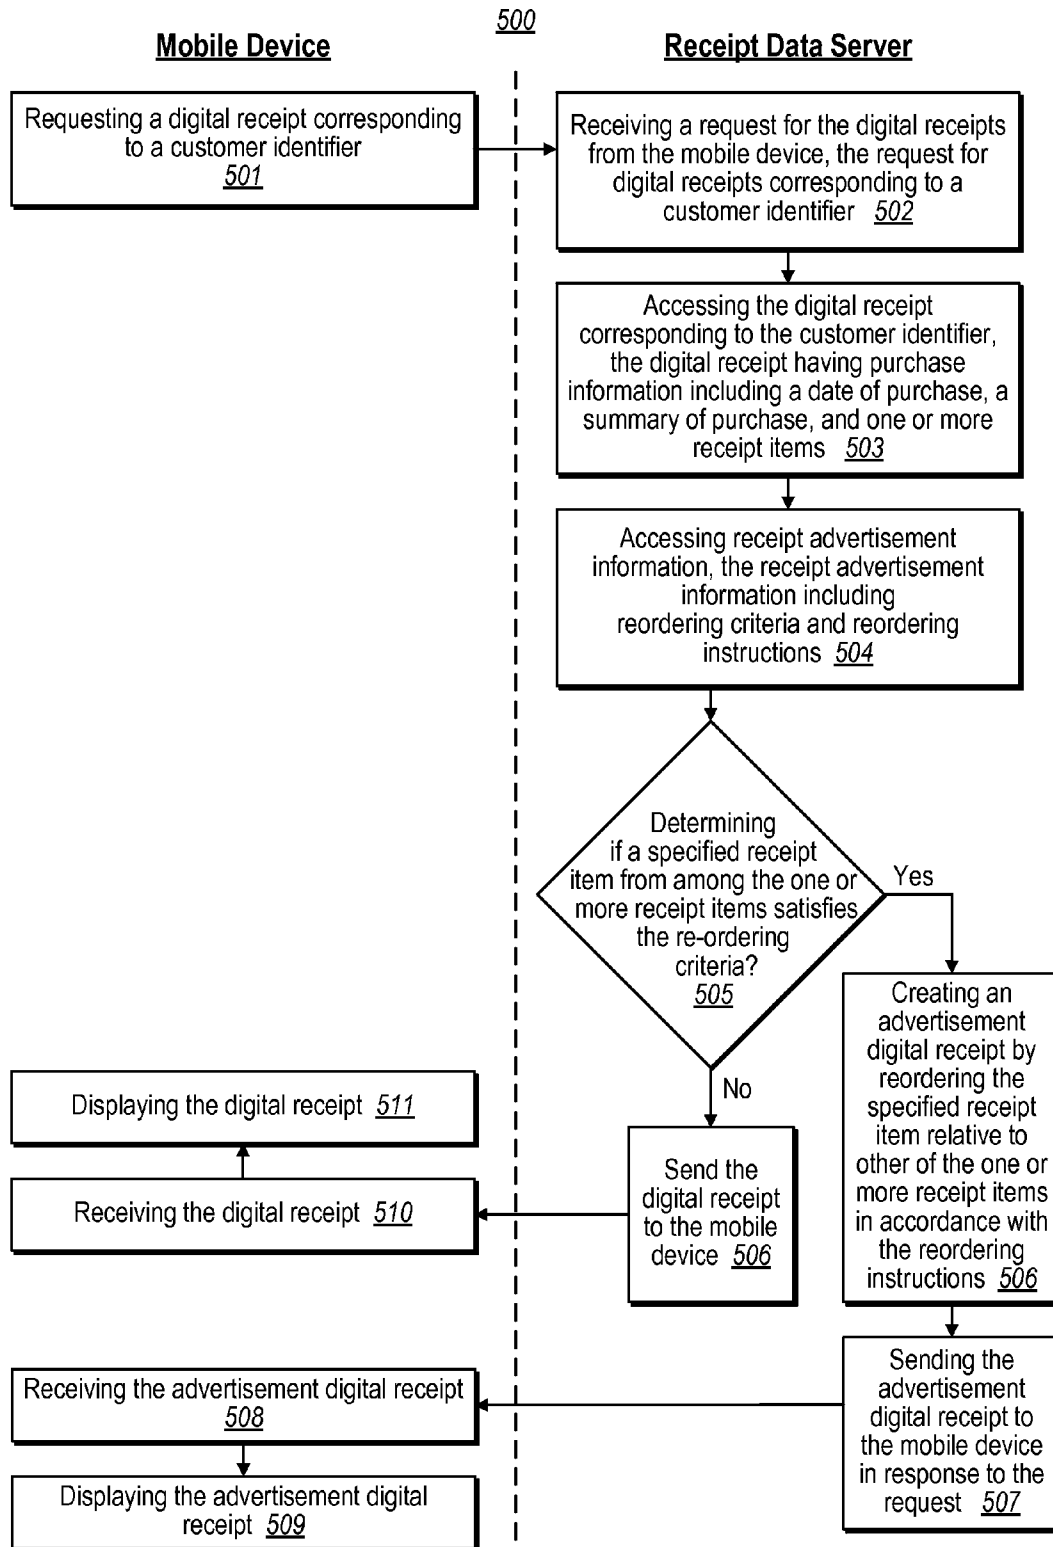 500
Mobile Device
Receipt Data Server
Requesting a digital receipt corresponding
to a customer identifier
501
Receiving a request for the digital receipts
from the mobile device, the request for
digital receipts corresponding to a
customer identifier 502
Accessing the digital receipt
corresponding to the customer identifier,
the digital receipt having purchase
information including a date of purchase, a
summary of purchase, and one or more
receipt items 503
Accessing receipt advertisement
information, the receipt advertisement
information including
reordering criteria and reordering
instructions 504
Determining
if a specified receipt
item from among the one or
more receipt items satisfies
the re-ordering
criteria?
505
Yes
No
Creating an
advertisement
digital receipt by
reordering the
specified receipt
item relative to
other of the one or
more receipt items
in accordance with
the reordering
instructions 506
Send the
digital receipt
to the mobile
device 506
Displaying the digital receipt 511
Receiving the digital receipt 510
Sending the
advertisement
digital receipt to
the mobile device
in response to the
request 507
Receiving the advertisement digital receipt
508
Displaying the advertisement digital
receipt 509